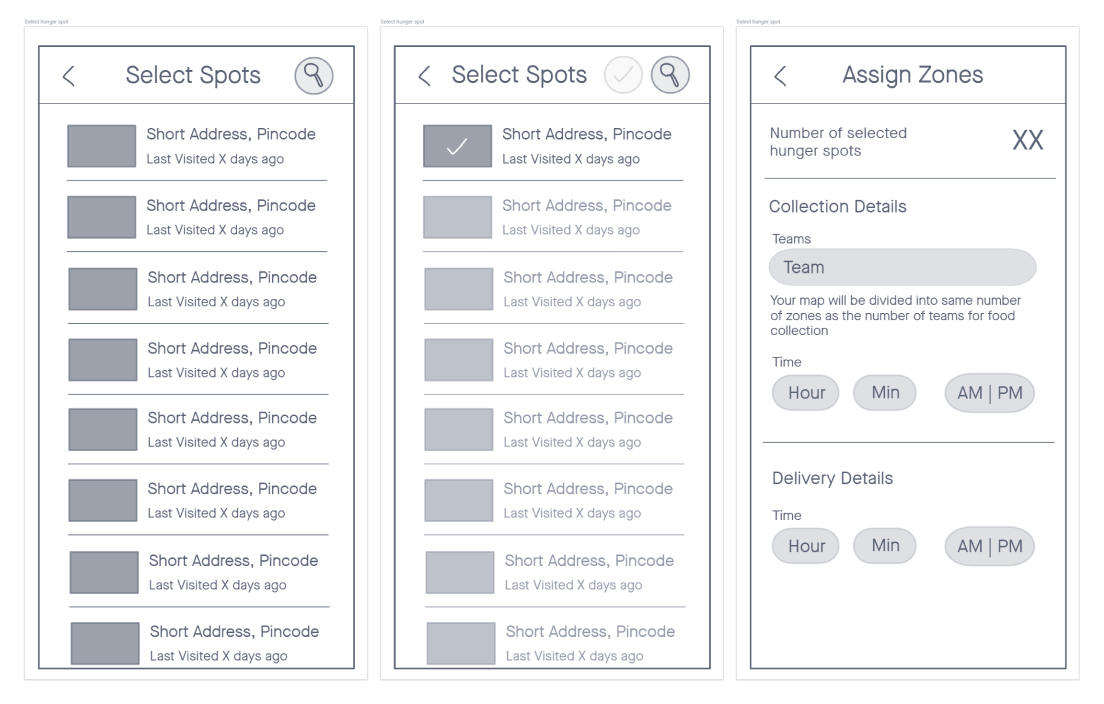 Select hunger spot
Select Spots
Short Address, Pincode
Last Visited X days ago
Short Address, Pincode
Last Visited X days ago
Short Address, Pincode
Last Visited X days ago
Short Address, Pincode
Last Visited X days ago
Short Address, Pincode
Last Visited X days ago
Short Address, Pincode
Last Visited X days ago
Short Address, Pincode
Last Visited X days ago
Short Address, Pincode
Last Visited X days ago
Select hunger spot
Select Spots
Short Address, Pincode
Last Visited X days ago
Short Address, Pincode
Last Visited X days ago
Short Address, Pincode
Last Visited X days ago
Short Address, Pincode
Last Visited X days ago
Short Address, Pincode
Last Visited X days ago
Short Address, Pincode
Last Visited X days ago
Short Address, Pincode
Last Visited X days ago
Short Address, Pincode
Last Visited X days ago
Select hunger spot
Assign Zones
Number of selected
hunger spots
XX
Collection Details
Teams
Team
Your map will be divided into same number
of zones as the number of teams for food
collection
Time
Hour Min AM | PM
Delivery Details
Time
Hour Min AM | PM